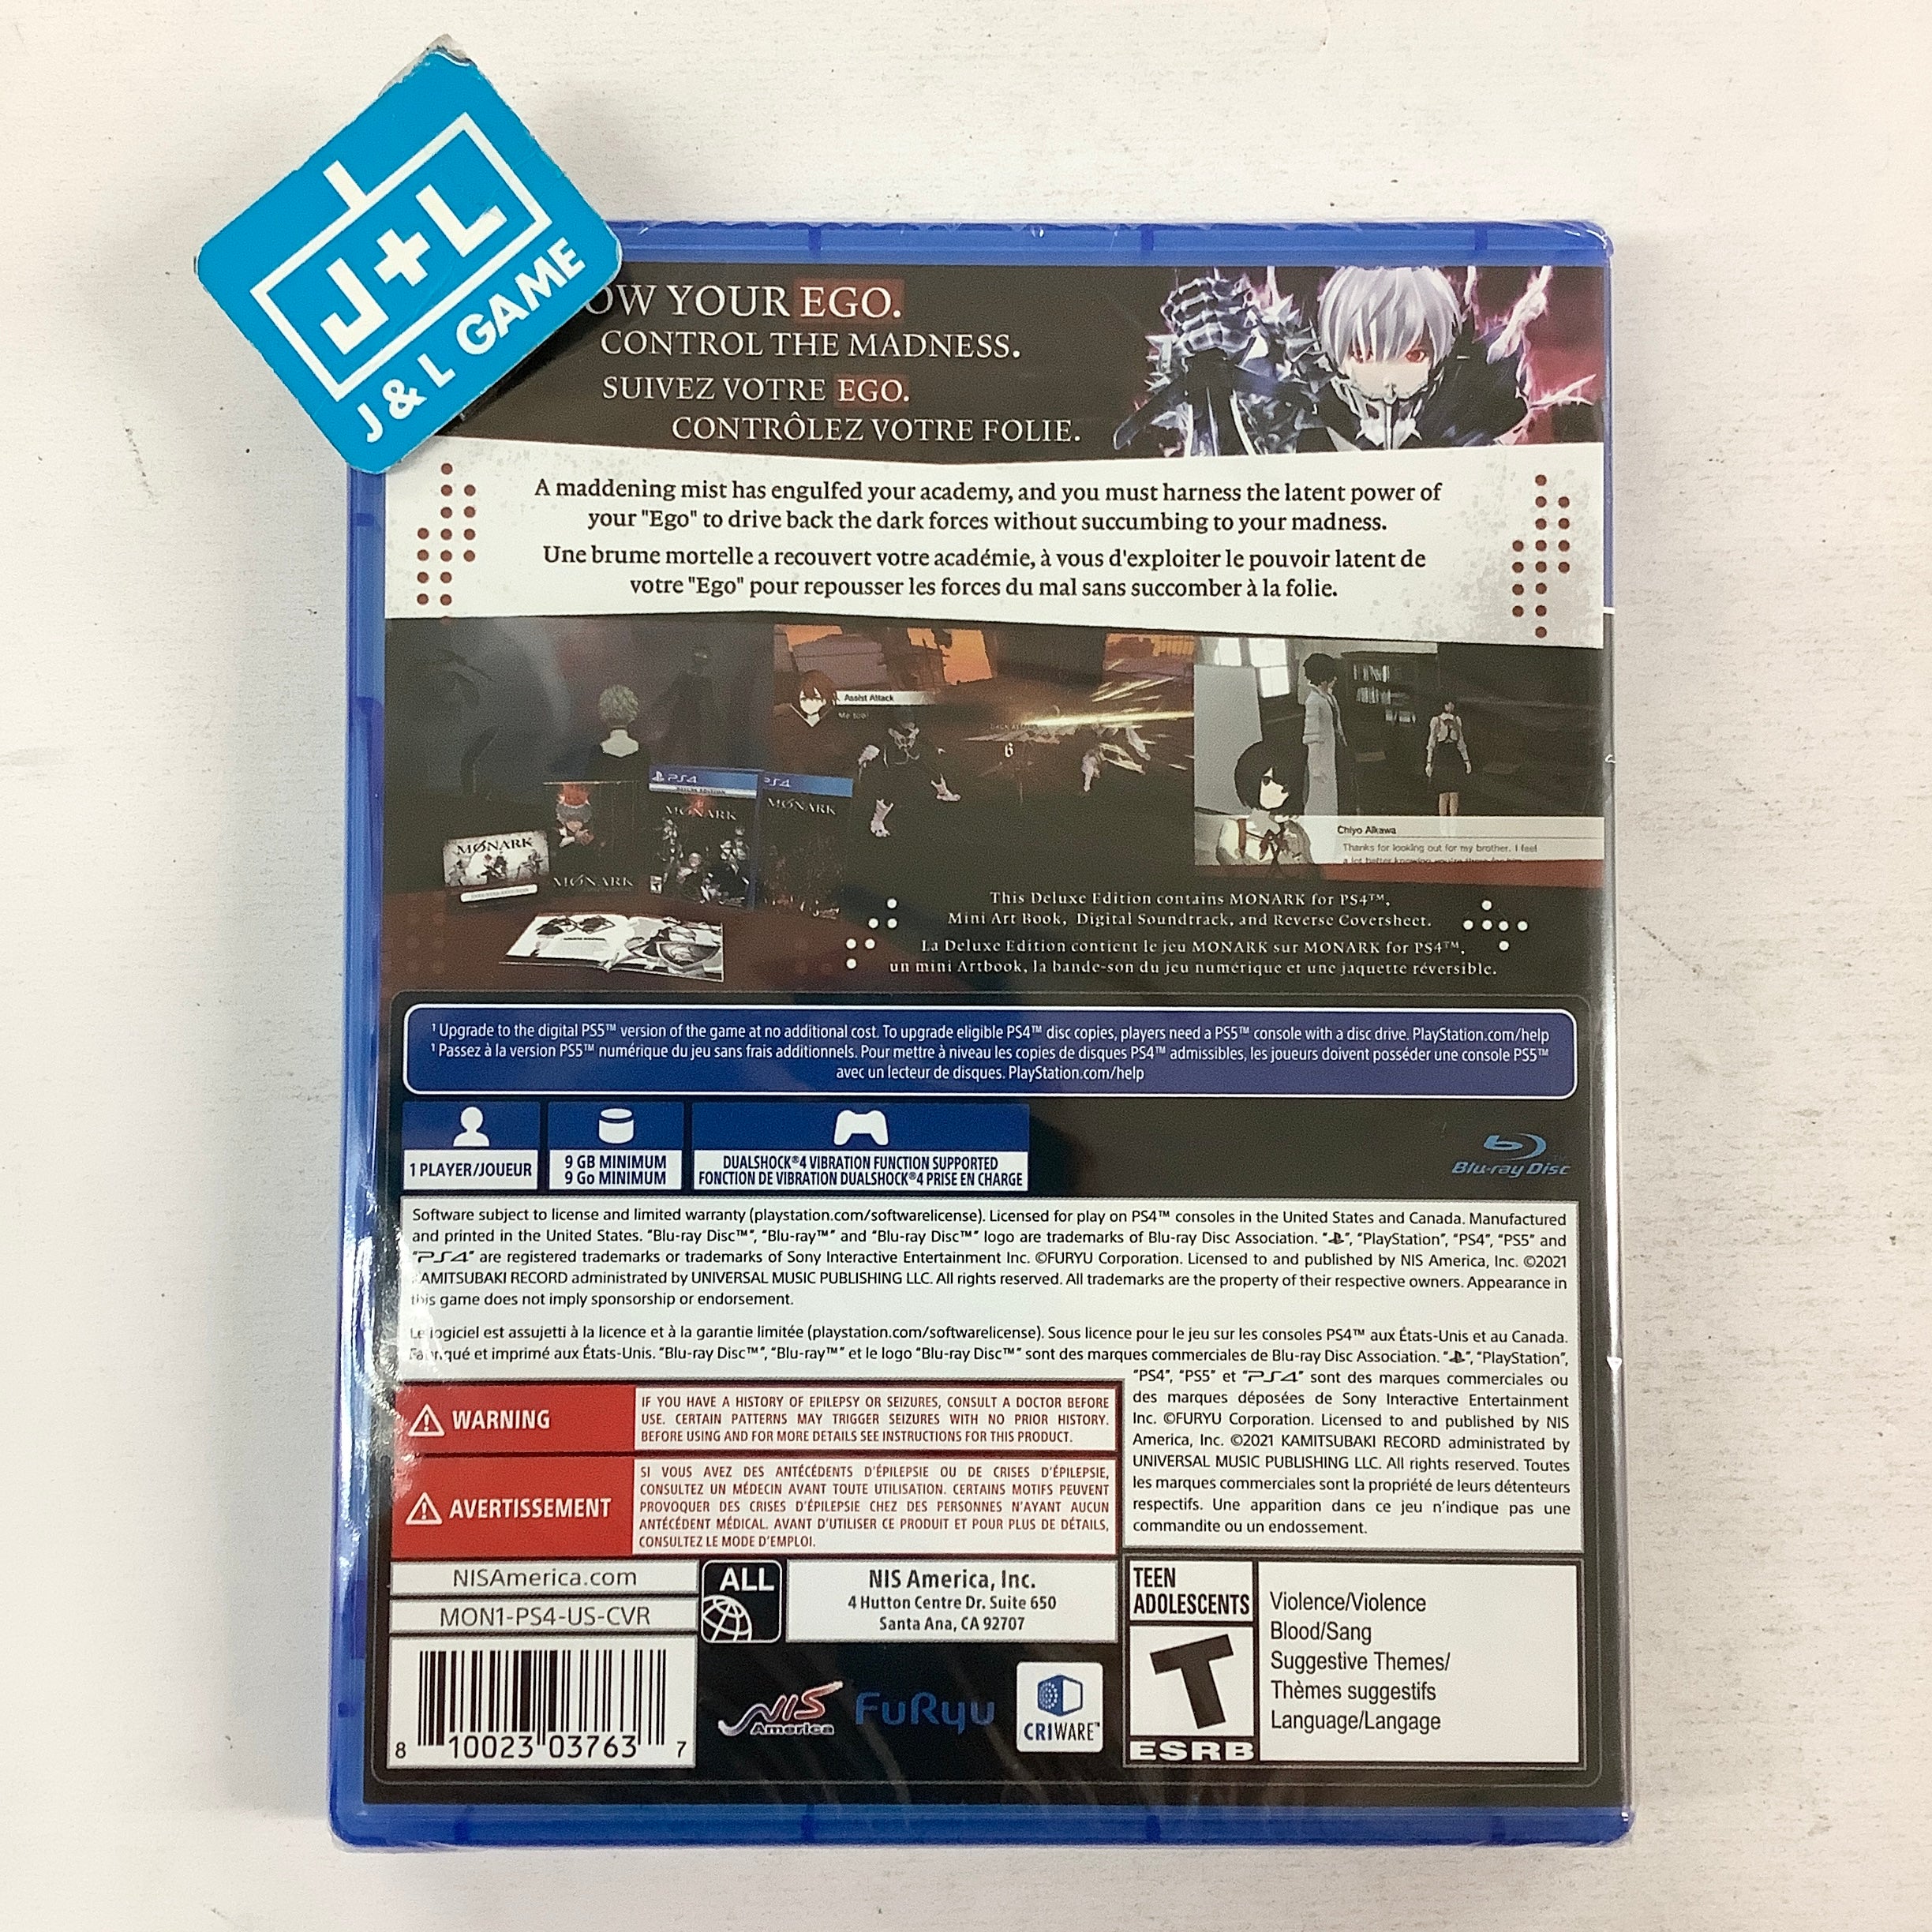 J+L
J & L GAME
OW YOUR EGO.
CONTROL THE MADNESS.
SUIVEZ VOTRE EGO.
CONTRÔLEZ VOTRE FOLIE.
A maddening mist has engulfed your academy, and you must harness the latent power of
your "Ego" to drive back the dark forces without succumbing to your madness.
Une brume mortelle a recouvert votre académie, à vous d'exploiter le pouvoir latent de
votre "Ego" pour repousser les forces du mal sans succomber à la folie.
Assist Attack
Me too!
6
Chiyo Aikawa
Thanks for looking out for my brother. I feel
a lot better knowing you're there for him
PS4
PS4
MONARK
MONARK
MONARK
MONARK
This Deluxe Edition contains MONARK for PS4™,
Mini Art Book, Digital Soundtrack, and Reverse Coversheet.
La Deluxe Edition contient le jeu MONARK sur MONARK for PS4™,
un mini Artbook, la bande-son du jeu numérique et une jaquette réversible.
¹ Upgrade to the digital PS5™ version of the game at no additional cost. To upgrade eligible PS4™ disc copies, players need a PS5™ console with a disc drive. PlayStation.com/help
¹ Passez à la version PS5™ numérique du jeu sans frais additionnels. Pour mettre à niveau les copies de disques PS4™ admissibles, les joueurs doivent posséder une console PS5™
avec un lecteur de disques. PlayStation.com/help
1 PLAYER/JOUEUR
9 GB MINIMUM
9 Go MINIMUM
DUALSHOCK®4 VIBRATION FUNCTION SUPPORTED
FONCTION DE VIBRATION DUALSHOCK®4 PRISE EN CHARGE
Blu-ray Disc
Software subject to license and limited warranty (playstation.com/softwarelicense). Licensed for play on PS4™ consoles in the United States and Canada. Manufactured
and printed in the United States. "Blu-ray Disc™", "Blu-ray™" and "Blu-ray Disc™" logo are trademarks of Blu-ray Disc Association. "PS", "PlayStation", "PS4", "PS5" and
"PS4" are registered trademarks or trademarks of Sony Interactive Entertainment Inc. ©FURYU Corporation. Licensed to and published by NIS America, Inc. ©2021
KAMITSUBAKI RECORD administrated by UNIVERSAL MUSIC PUBLISHING LLC. All rights reserved. All trademarks are the property of their respective owners. Appearance in
this game does not imply sponsorship or endorsement.
Le logiciel est assujetti à la licence et à la garantie limitée (playstation.com/softwarelicense). Sous licence pour le jeu sur les consoles PS4™ aux États-Unis et au Canada.
Fabriqué et imprimé aux États-Unis. "Blu-ray Disc™", "Blu-ray™" et le logo "Blu-ray Disc™" sont des marques commerciales de Blu-ray Disc Association. "PS", "PlayStation",
"PS4", "PS5" et "PS4" sont des marques commerciales ou
des marques déposées de Sony Interactive Entertainment
Inc. ©FURYU Corporation. Licensed to and published by NIS
America, Inc. ©2021 KAMITSUBAKI RECORD administrated by
UNIVERSAL MUSIC PUBLISHING LLC. All rights reserved. Toutes
les marques commerciales sont la propriété de leurs détenteurs
respectifs. Une apparition dans ce jeu n'indique pas une
commandite ou un endossement.
WARNING
IF YOU HAVE A HISTORY OF EPILEPSY OR SEIZURES, CONSULT A DOCTOR BEFORE
USE. CERTAIN PATTERNS MAY TRIGGER SEIZURES WITH NO PRIOR HISTORY.
BEFORE USING AND FOR MORE DETAILS SEE INSTRUCTIONS FOR THIS PRODUCT.
AVERTISSEMENT
SI VOUS AVEZ DES ANTÉCÉDENTS D'ÉPILEPSIE OU DE CRISES D'ÉPILEPSIE,
CONSULTEZ UN MÉDECIN AVANT TOUTE UTILISATION. CERTAINS MOTIFS PEUVENT
PROVOQUER DES CRISES D'ÉPILEPSIE CHEZ DES PERSONNES N'AYANT AUCUN
ANTÉCÉDENT MÉDICAL. AVANT D'UTILISER CE PRODUIT ET POUR PLUS DE DÉTAILS,
CONSULTEZ LE MODE D'EMPLOI.
NISAmerica.com
MON1-PS4-US-CVR
ALL
NIS America, Inc.
4 Hutton Centre Dr. Suite 650
Santa Ana, CA 92707
8 10023 03763 7
NIS America
FuRyu
CRIWARE™
TEEN
ADOLESCENTS
T
ESRB
Violence/Violence
Blood/Sang
Suggestive Themes/
Thèmes suggestifs
Language/Langage